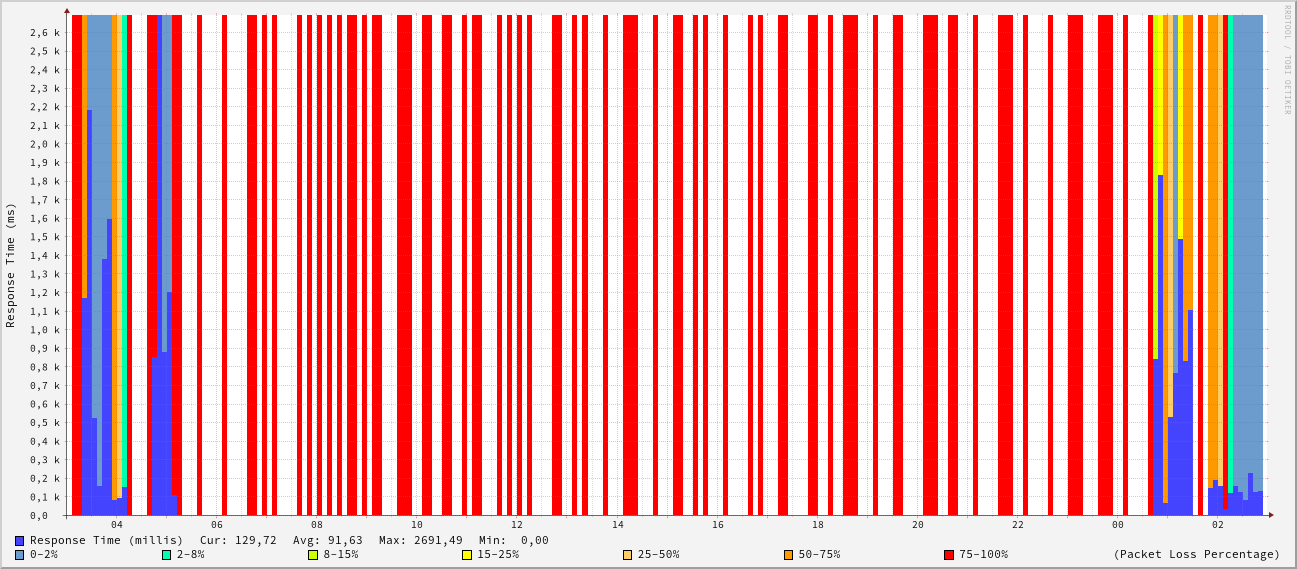 RRDTOOL / TOBI OETIKER
Response Time (ms)
2,6 k
2,5 k
2,4 k
2,3 k
2,2 k
2,1 k
2,0 k
1,9 k
1,8 k
1,7 k
1,6 k
1,5 k
1,4 k
1,3 k
1,2 k
1,1 k
1,0 k
0,9 k
0,8 k
0,7 k
0,6 k
0,5 k
0,4 k
0,3 k
0,2 k
0,1 k
0,0
04 06 08 10 12 14 16 18 20 22 00 02
Response Time (millis) Cur: 129,72 Avg: 91,63 Max: 2691,49 Min: 0,00
0-2% 2-8% 8-15% 15-25% 25-50% 50-75% 75-100% (Packet Loss Percentage)